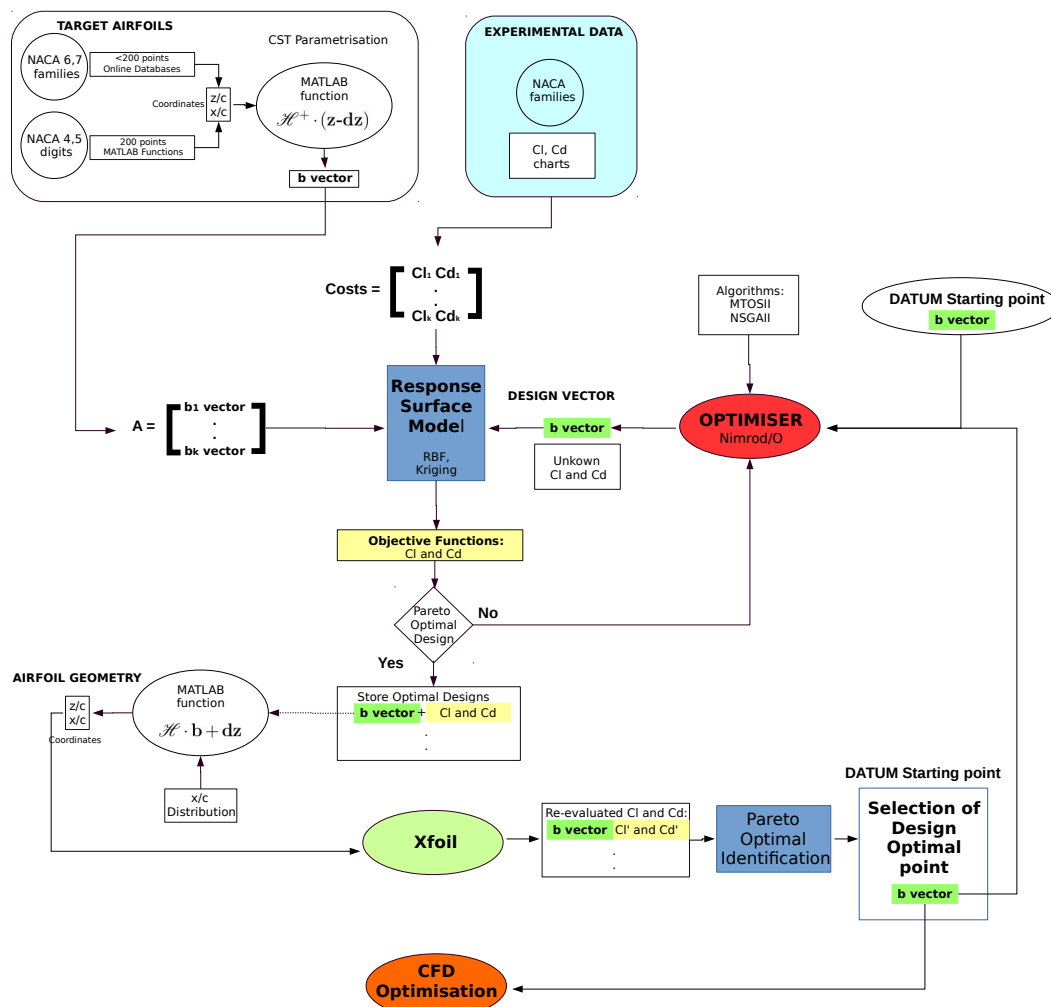 TARGET AIRFOILS
CST Parametrisation
NACA 6,7
families
<200 points
Online Databases
Coordinates
z/c
x/c
MATLAB
function
ℋ⁺ · (z-dz)
NACA 4,5
digits
200 points
MATLAB Functions
b vector
EXPERIMENTAL DATA
NACA
families
Cl, Cd
charts
Costs =
Cl₁ Cd₁
.
.
Clₖ Cdₖ
Algorithms:
MTOSII
NSGAII
DATUM Starting point
b vector
A =
b₁ vector
.
.
bₖ vector
Response
Surface
Model
RBF,
Kriging
DESIGN VECTOR
b vector
Unkown
Cl and Cd
OPTIMISER
Nimrod/O
Objective Functions:
Cl and Cd
Pareto
Optimal
Design
No
Yes
Store Optimal Designs
b vector + Cl and Cd
.
.
AIRFOIL GEOMETRY
z/c
x/c
Coordinates
MATLAB
function
ℋ · b + dz
x/c
Distribution
Xfoil
Re-evaluated Cl and Cd:
b vector Cl' and Cd'
.
.
Pareto
Optimal
Identification
DATUM Starting point
Selection of
Design
Optimal
point
b vector
CFD
Optimisation